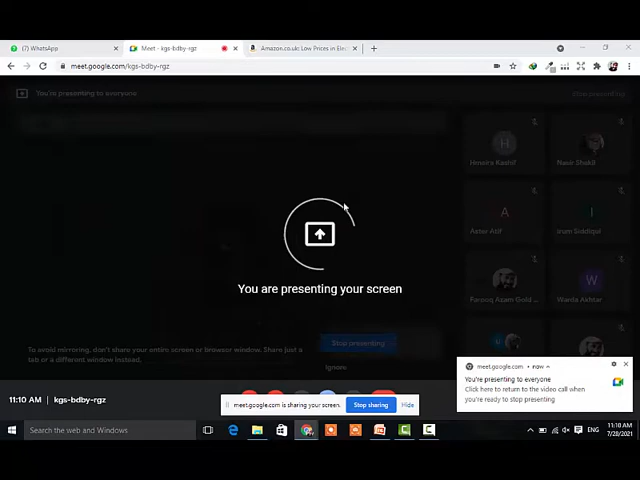 WhatsApp
Meet - kgs-bdby-rgz
Amazon.co.uk: Low Prices in Elec
meet.google.com/kgs-bdby-rgz
You're presenting to everyone
Stop presenting
H
Hmaira Kashif
Nasir Shakil
A
I
Iram Siddiqui
You are presenting your screen
Farooq Azam Gold ...
W
Warda Akhtar
To avoid mirroring, don't share your entire screen or browser window. Share just a
tab or a different window instead.
Stop presenting
Ignore
meet.google.com • now
You're presenting to everyone
Click here to return to the video call when
you're ready to stop presenting
11:10 AM | kgs-bdby-rgz
meet.google.com is sharing your screen.
Stop sharing
Hide
Search the web and Windows
ENG
11:10 AM
7/28/2021